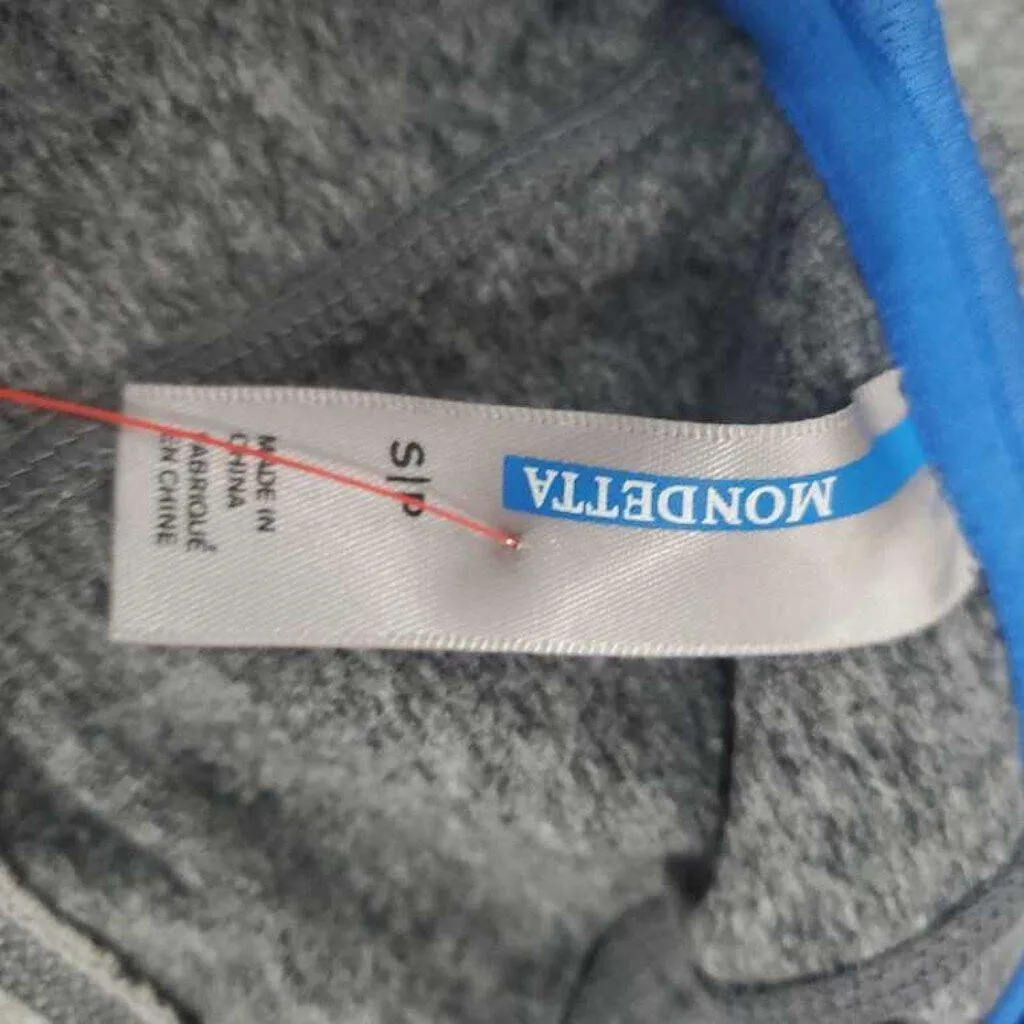 MONDETTA
S|P
MADE IN
CHINA
FABRIQUÉ
EN CHINE